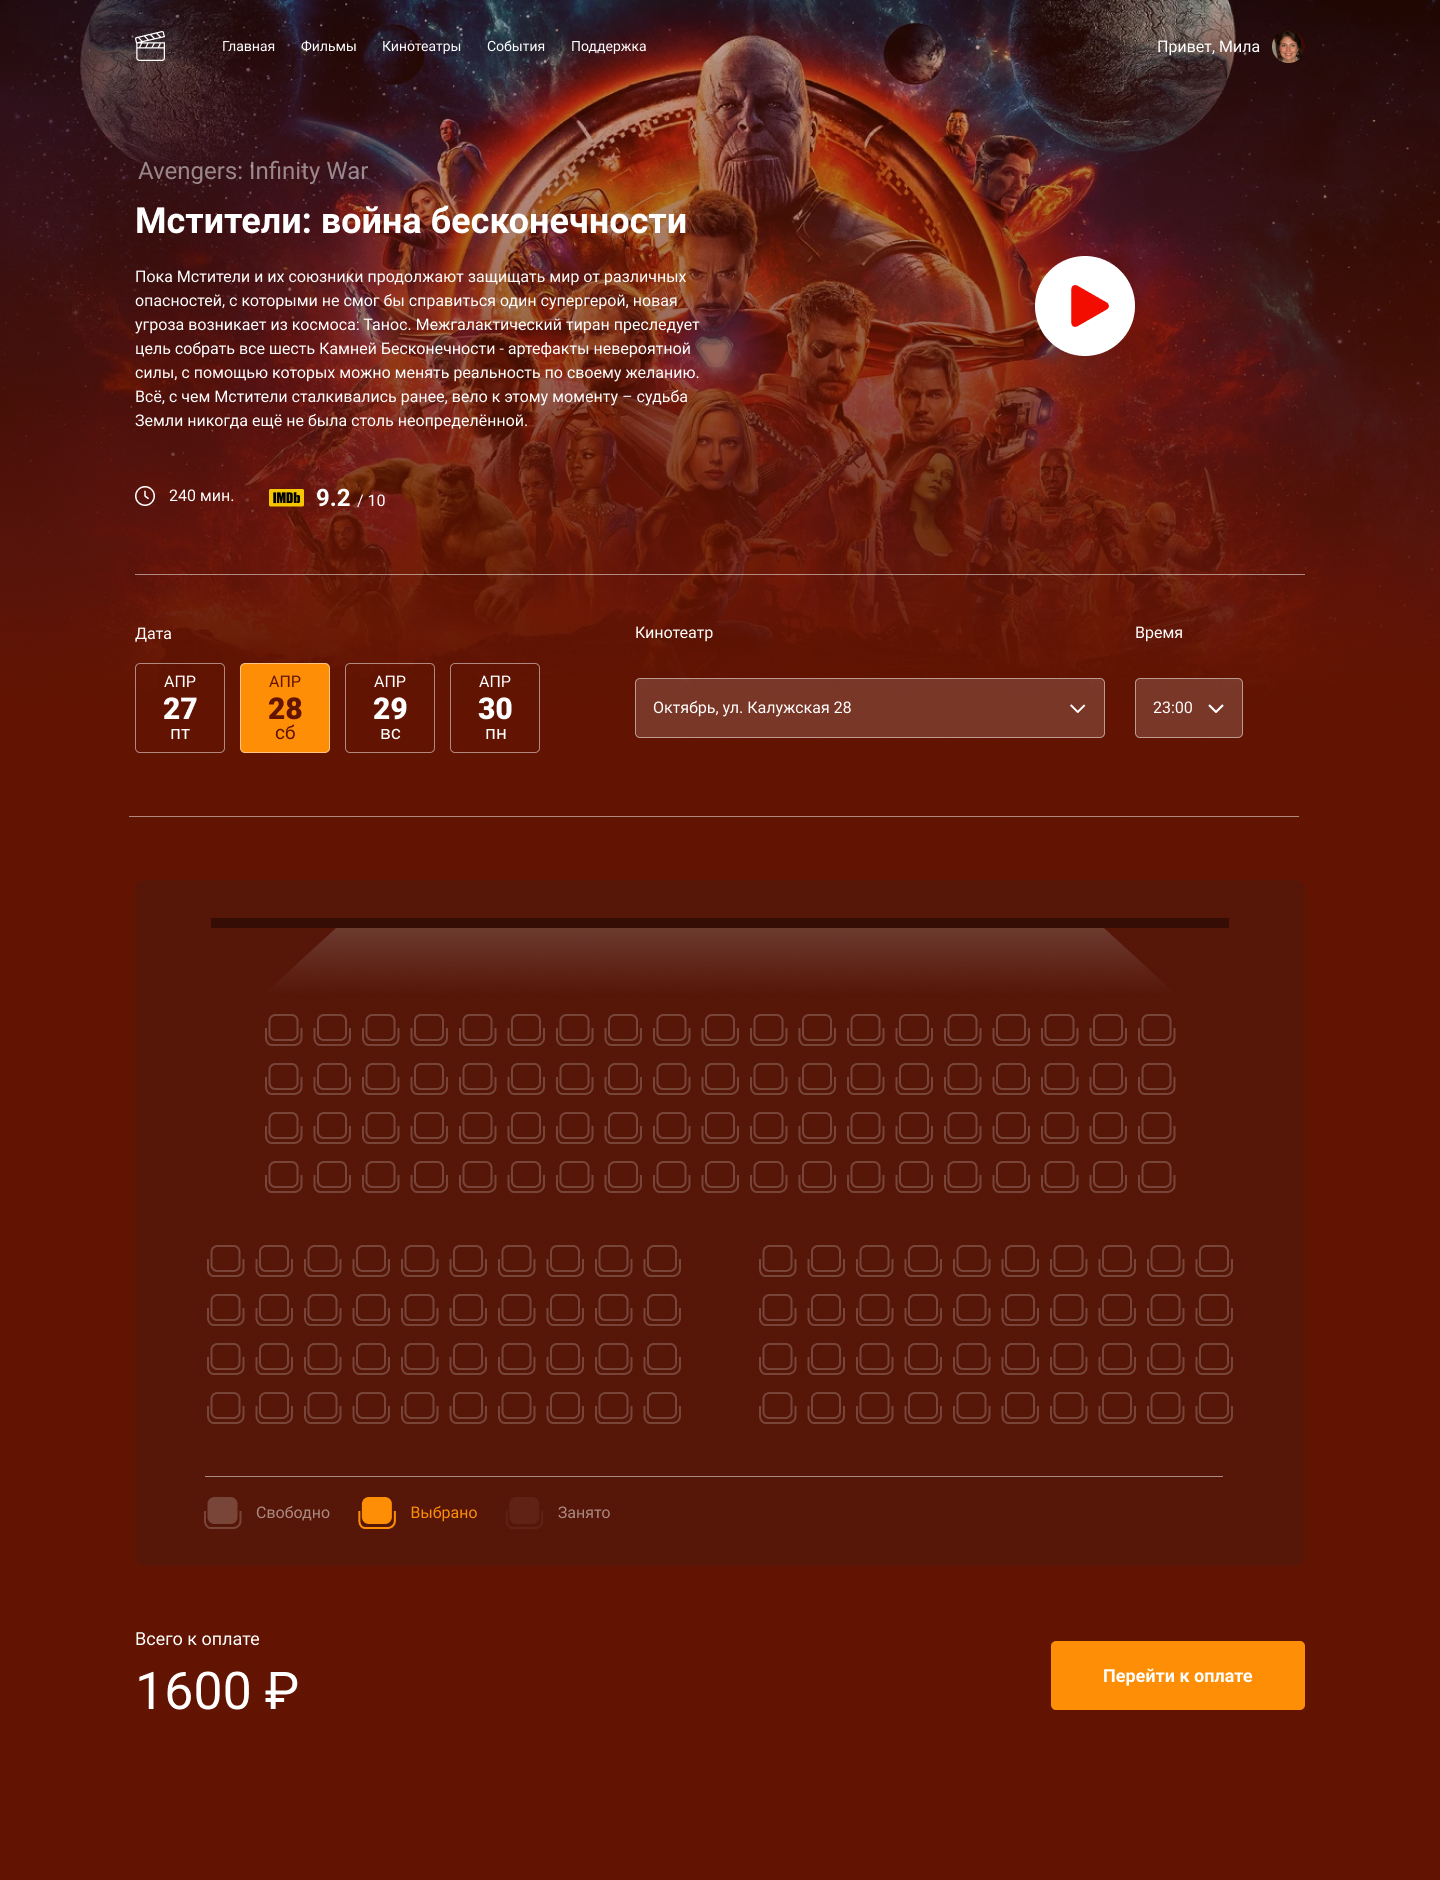 Главная Фильмы Кинотеатры События Поддержка Привет, Мила
Avengers: Infinity War
Мстители: война бесконечности
Пока Мстители и их союзники продолжают защищать мир от различных
опасностей, с которыми не смог бы справиться один супергерой, новая
угроза возникает из космоса: Танос. Межгалактический тиран преследует
цель собрать все шесть Камней Бесконечности - артефакты невероятной
силы, с помощью которых можно менять реальность по своему желанию.
Всё, с чем Мстители сталкивались ранее, вело к этому моменту – судьба
Земли никогда ещё не была столь неопределённой.
240 мин. IMDb 9.2 / 10
Дата
АПР
27
пт
АПР
28
сб
АПР
29
вс
АПР
30
пн
Кинотеатр
Октябрь, ул. Калужская 28
Время
23:00
Свободно Выбрано Занято
Всего к оплате
1600 ₽
Перейти к оплате